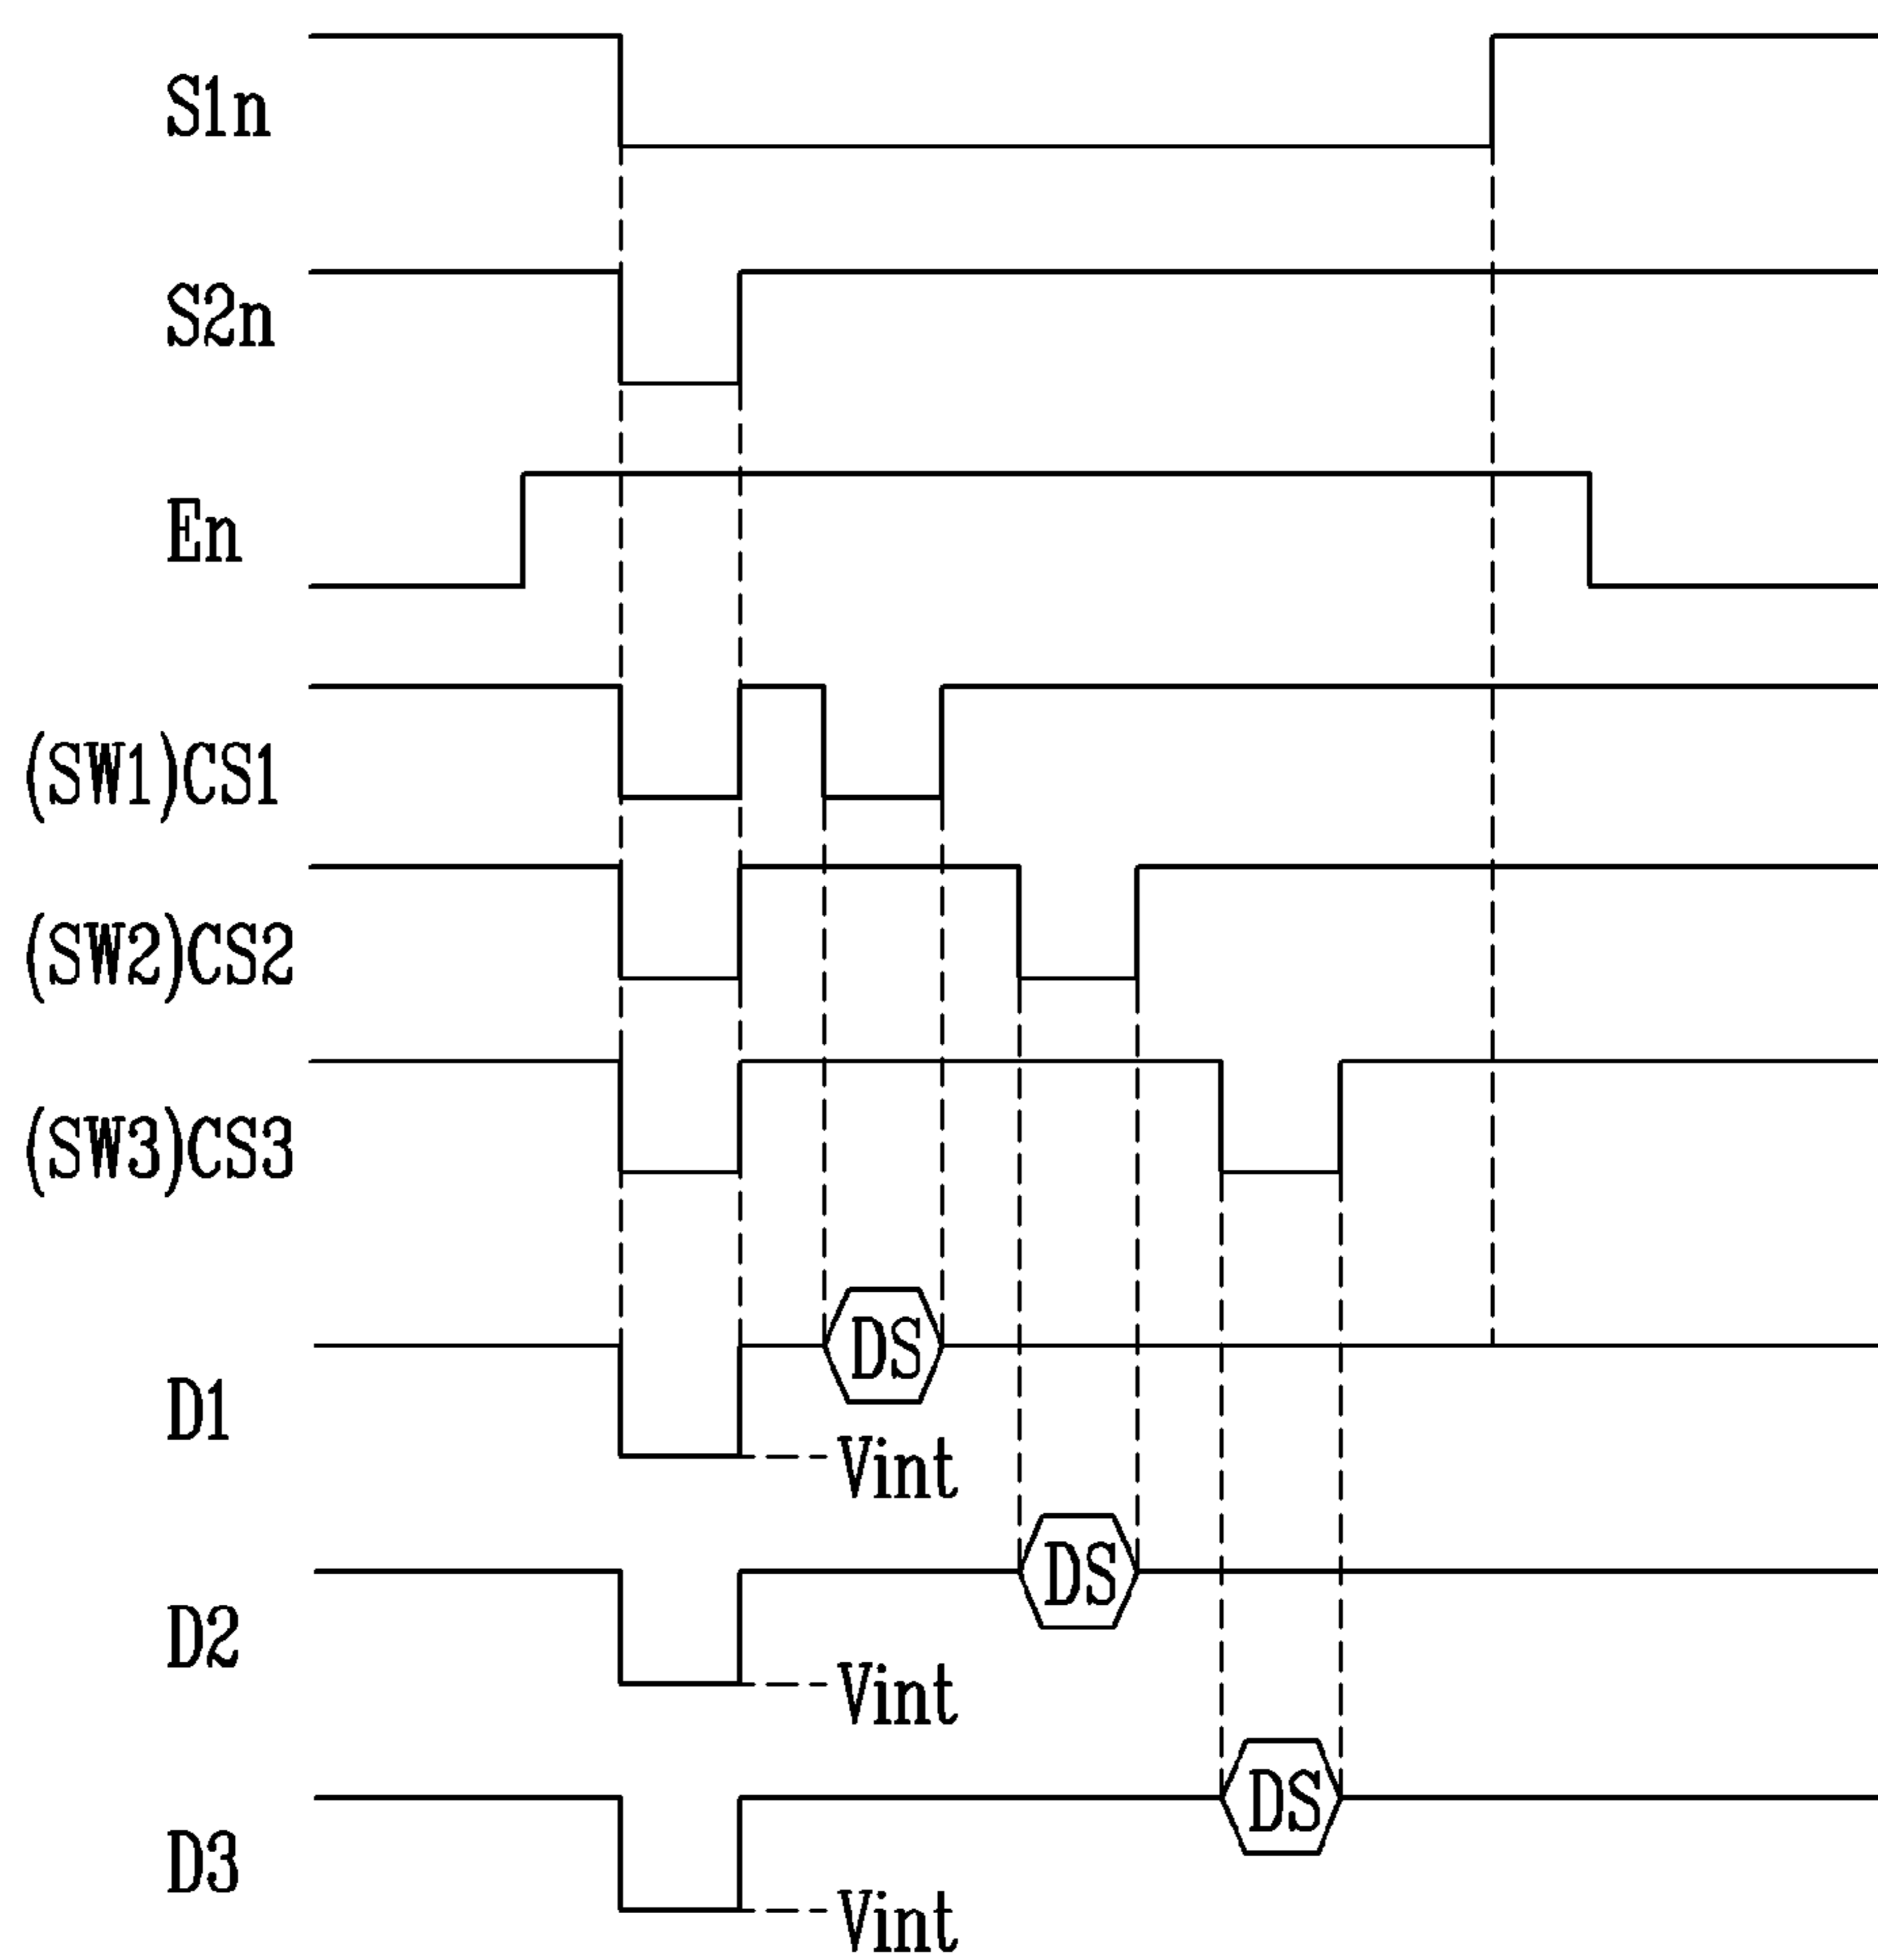 S1n
S2n
En
(SW1)CS1
(SW2)CS2
(SW3)CS3
DS
D1
Vint
DS
D2
Vint
DS
D3
Vint